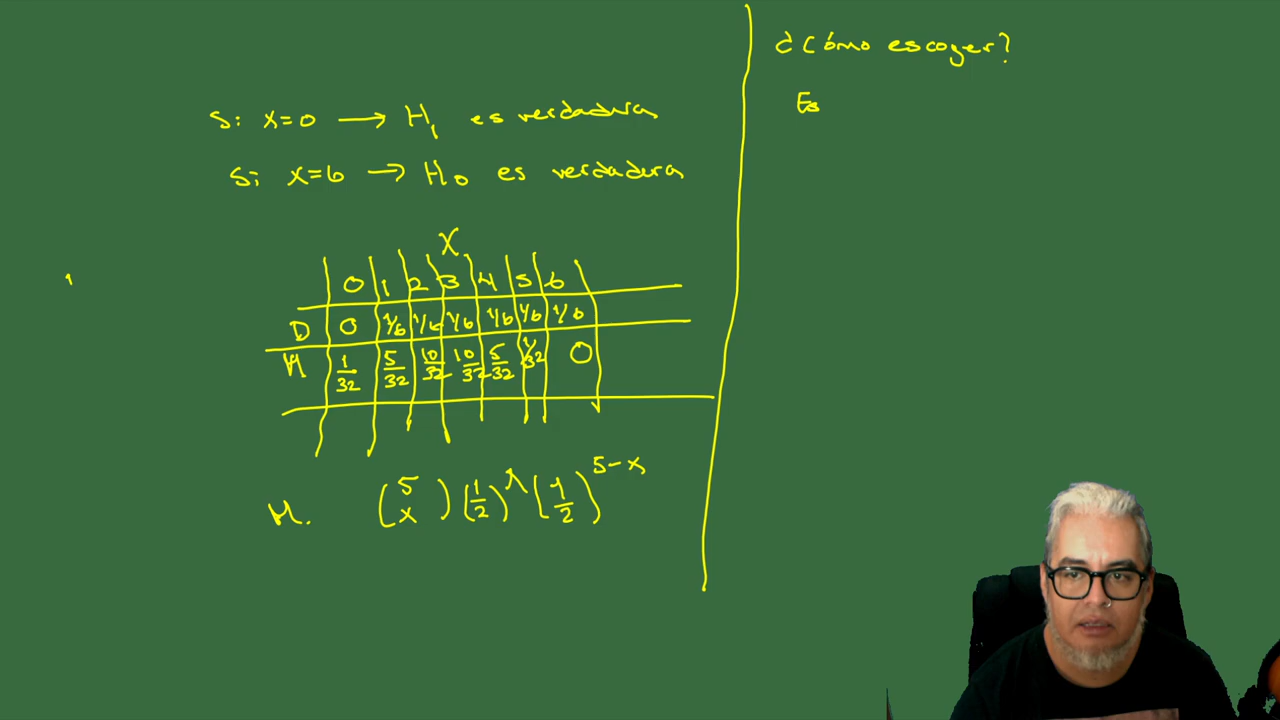 Si x=0 → H₁ es verdadera
Si x=6 → H₀ es verdadera
X
0 1 2 3 4 5 6
D 0 1/6 1/6 1/6 1/6 1/6 1/6
M 1/32 5/32 10/32 10/32 5/32 1/32 0
M. (5 x) (1/2)^x (1/2)^5-x
¿Cómo escoger?
Es